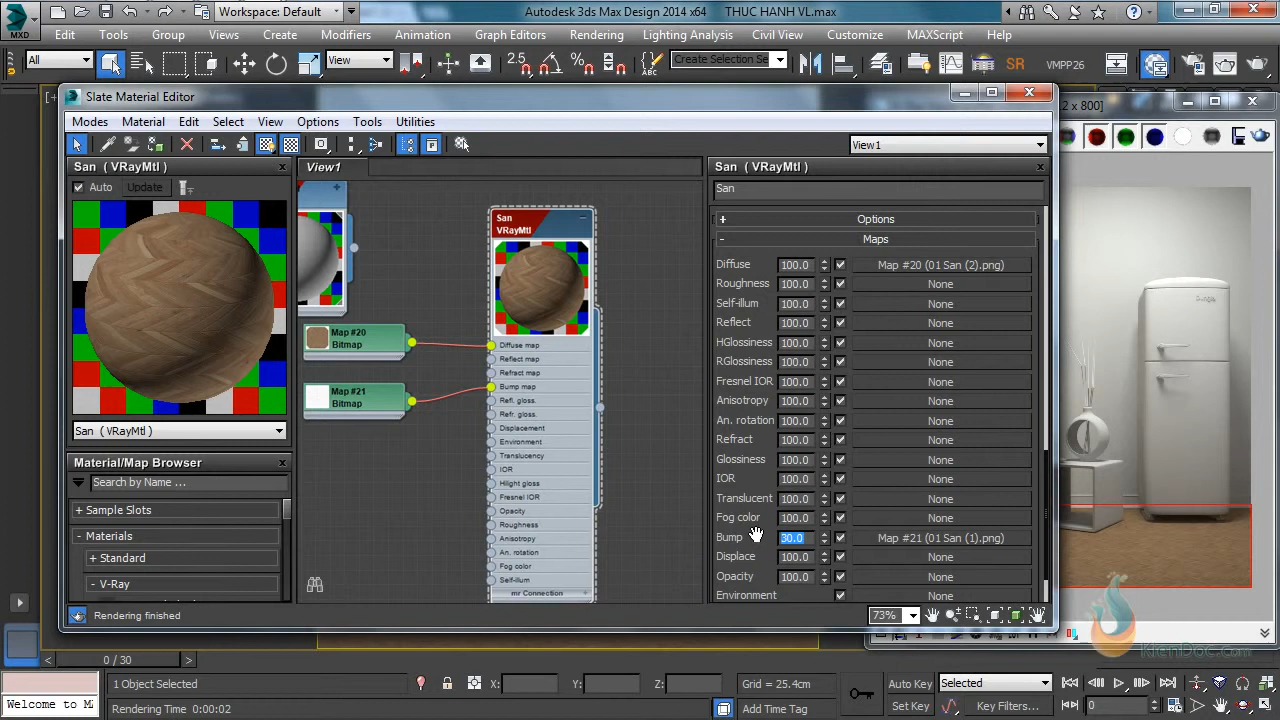 Workspace: Default
Autodesk 3ds Max Design 2014 x64
THUC HANH VL.max
MXD
Edit
Tools
Group
Views
Create
Modifiers
Animation
Graph Editors
Rendering
Lighting Analysis
Civil View
Customize
MAXScript
Help
All
View
2.5
Create Selection Se
SR
VMPP26
Slate Material Editor
2 x 800]
Modes
Material
Edit
Select
View
Options
Tools
Utilities
View1
San ( VRayMtl )
View1
San ( VRayMtl )
Auto
Update
San
San
VRayMtl
Options
Maps
Diffuse
100.0
Map #20 (01 San (2).png)
Roughness
100.0
None
Self-illum
100.0
None
Reflect
100.0
None
HGlossiness
100.0
None
RGlossiness
100.0
None
Fresnel IOR
100.0
None
Anisotropy
100.0
None
An. rotation
100.0
None
Refract
100.0
None
Glossiness
100.0
None
IOR
100.0
None
Translucent
100.0
None
Fog color
100.0
None
Bump
30.0
Map #21 (01 San (1).png)
Displace
100.0
None
Opacity
100.0
None
Environment
None
Map #20
Bitmap
Map #21
Bitmap
Diffuse map
Reflect map
Refract map
Bump map
Refl. gloss.
Refr. gloss.
Displacement
Environment
Translucency
IOR
Hilight gloss
Fresnel IOR
Opacity
Roughness
Anisotropy
An. rotation
Fog color
Self-illum
mr Connection
San ( VRayMtl )
Material/Map Browser
Search by Name ...
+ Sample Slots
- Materials
+ Standard
- V-Ray
Rendering finished
73%
KienDoc.com
0 / 30
1 Object Selected
X:
Y:
Z:
Grid = 25.4cm
Auto Key
Selected
Welcome to M
Rendering Time 0:00:02
Add Time Tag
Set Key
Key Filters...
0